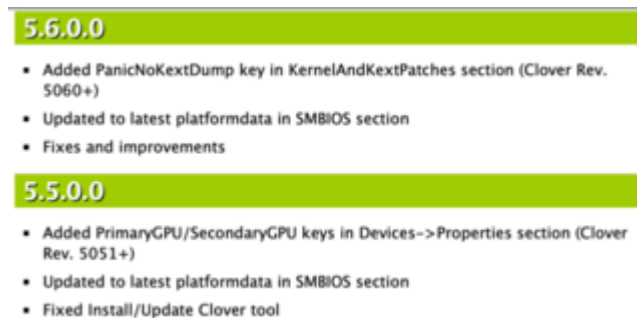 5.6.0.0
▪ Added PanicNoKextDump key in KernelAndKextPatches section (Clover Rev.
5060+)
▪ Updated to latest platformdata in SMBIOS section
▪ Fixes and improvements
5.5.0.0
▪ Added PrimaryGPU/SecondaryGPU keys in Devices->Properties section (Clover
Rev. 5051+)
▪ Updated to latest platformdata in SMBIOS section
▪ Fixed Install/Update Clover tool